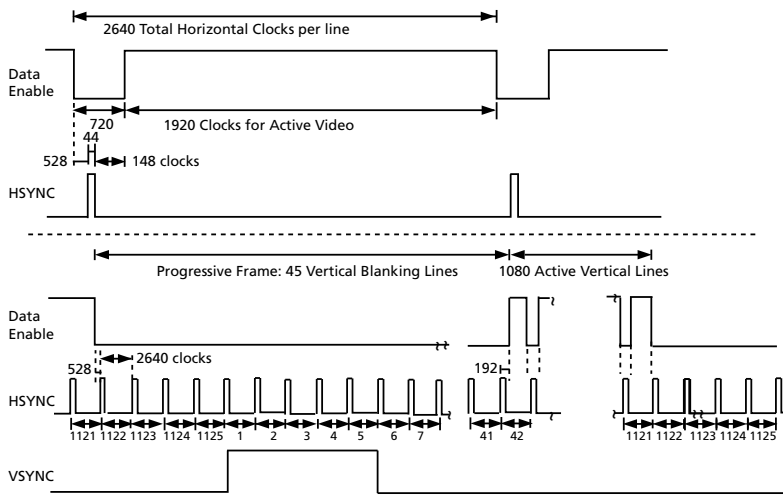 2640 Total Horizontal Clocks per line
Data
Enable
720
1920 Clocks for Active Video
44
528
148 clocks
HSYNC
Progressive Frame: 45 Vertical Blanking Lines
1080 Active Vertical Lines
Data
Enable
528
2640 clocks
192
HSYNC
1121 1122 1123 1124 1125 1 2 3 4 5 6 7 41 42 1121 1122 1123 1124 1125
VSYNC